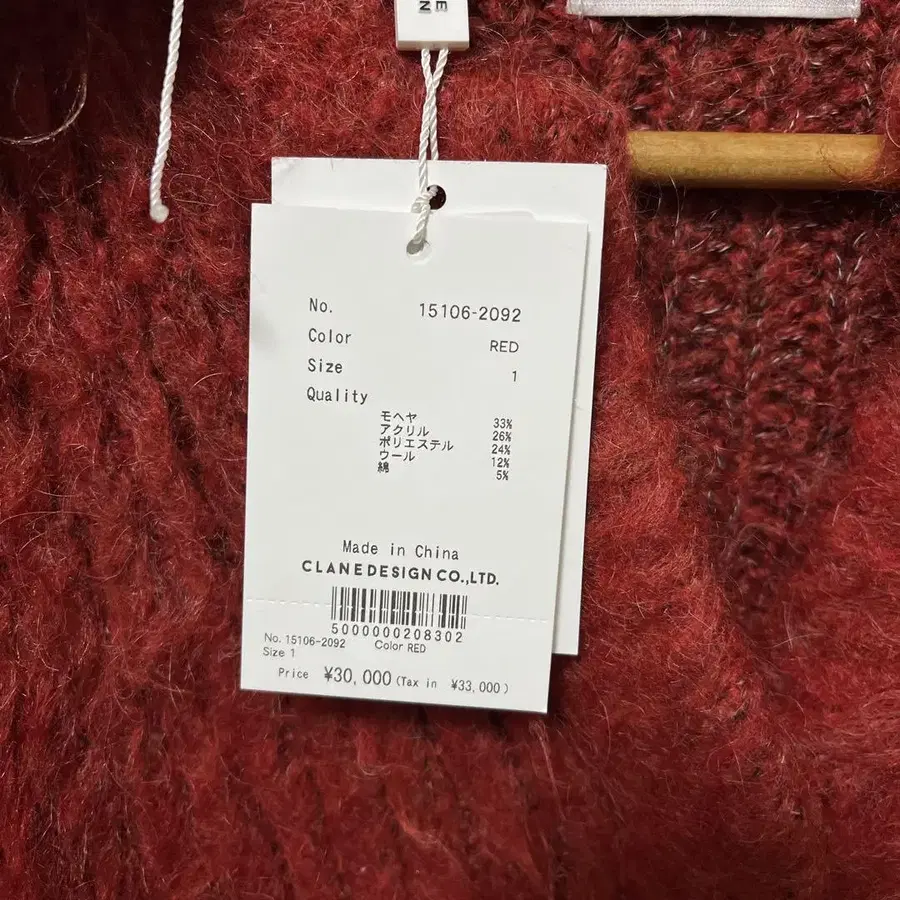 E
N
No. 15106-2092
Color RED
Size 1
Quality
モヘヤ 33%
アクリル 26%
ポリエステル 24%
ウール 12%
綿 5%
Made in China
CLANEDESIGN CO.,LTD.
5000000208302
No. 15106-2092 Color RED
Size 1
Price ¥30,000 (Tax in ¥33,000)